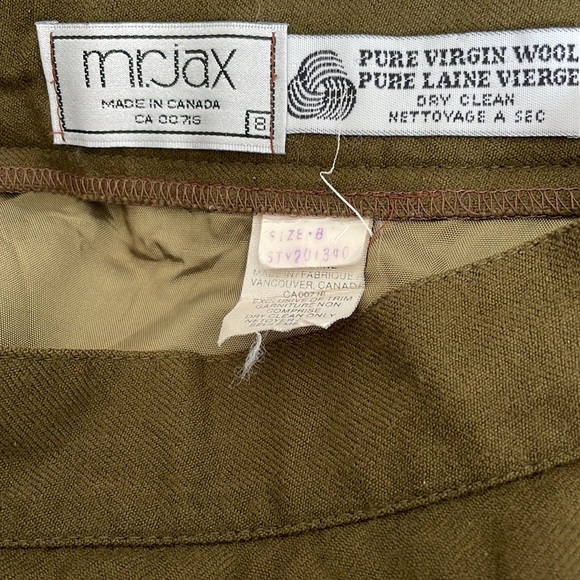 mr.jax
MADE IN CANADA
CA 00716
8
PURE VIRGIN WOOL
PURE LAINE VIERGE
DRY CLEAN
NETTOYAGE A SEC
SIZE-8
STY201340
MADE IN/FABRIQUE
VANCOUVER, CANADA
CA00716
EXCLUSIVE OF TRIM
GARNITURE NON
COMPRISE
DRY CLEAN ONLY